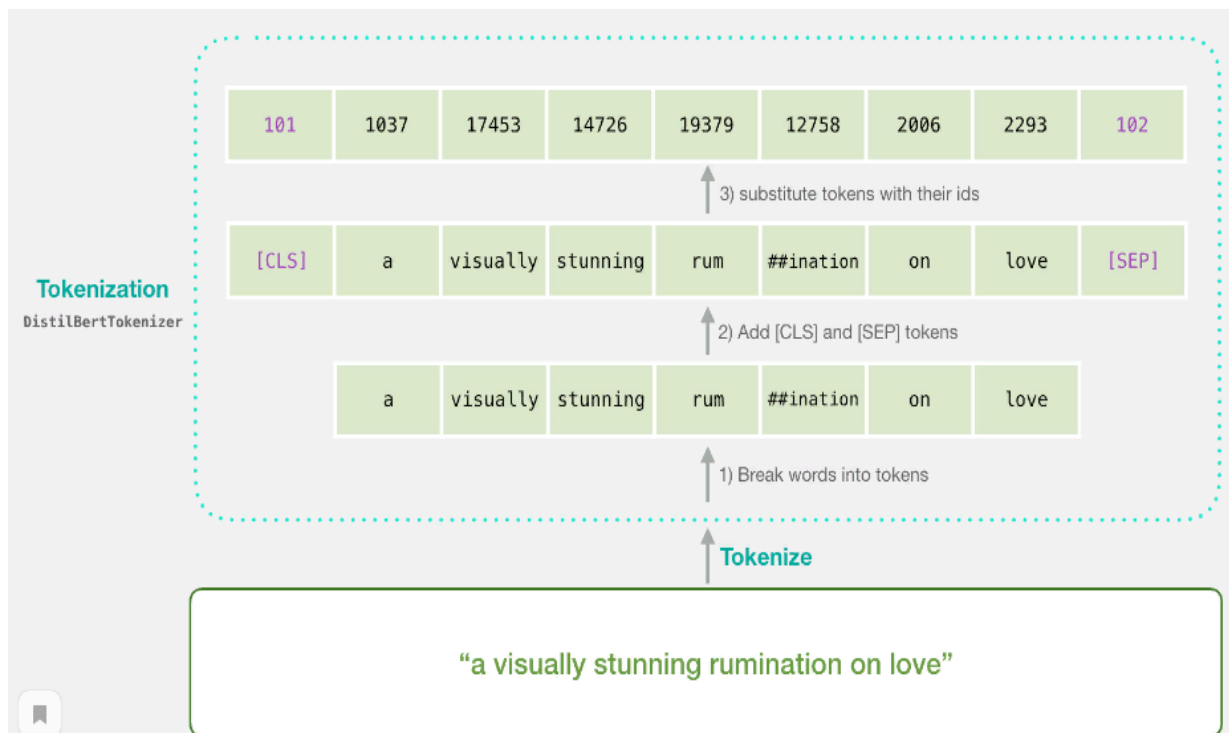 101 1037 17453 14726 19379 12758 2006 2293 102
3) substitute tokens with their ids
[CLS] a visually stunning rum ##ination on love [SEP]
Tokenization
DistilBertTokenizer
2) Add [CLS] and [SEP] tokens
a visually stunning rum ##ination on love
1) Break words into tokens
Tokenize
“a visually stunning rumination on love”